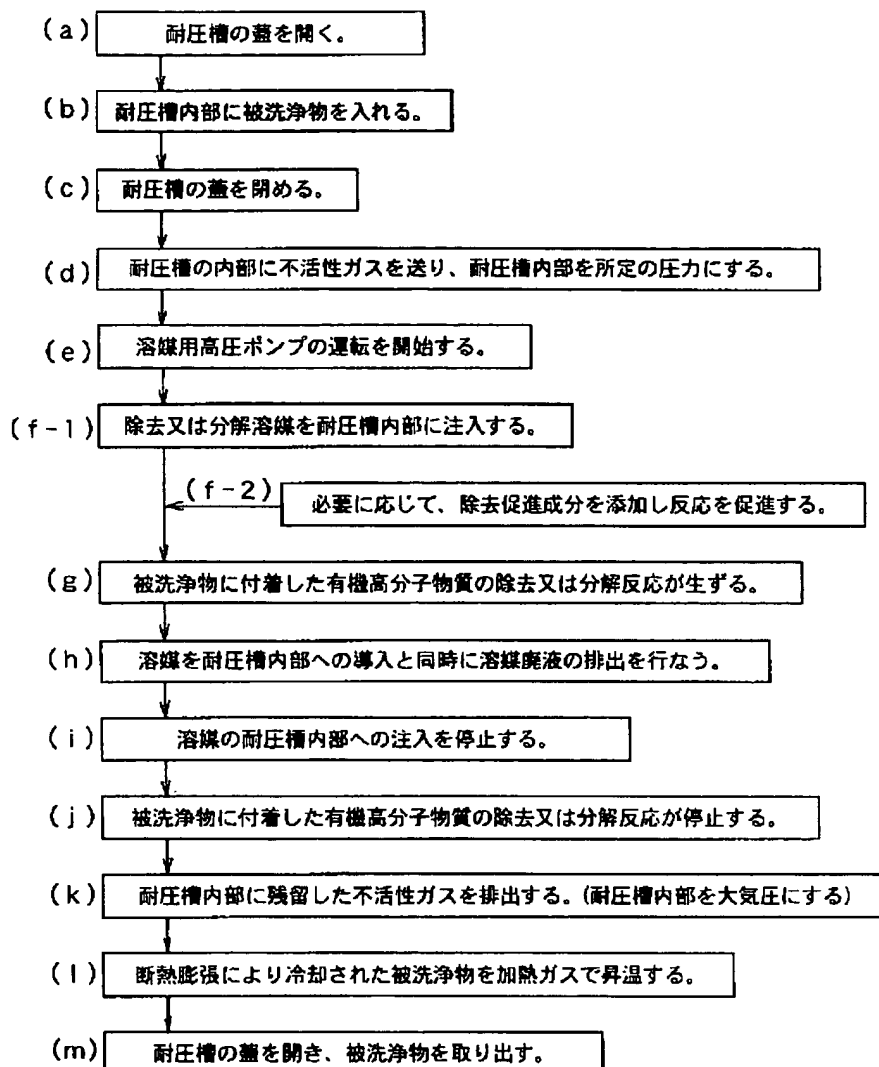 (a) 耐圧槽の蓋を開く。
(b) 耐圧槽内部に被洗浄物を入れる。
(c) 耐圧槽の蓋を閉める。
(d) 耐圧槽の内部に不活性ガスを送り、耐圧槽内部を所定の圧力にする。
(e) 溶媒用高圧ポンプの運転を開始する。
(f-1) 除去又は分解溶媒を耐圧槽内部に注入する。
(f-2) 必要に応じて、除去促進成分を添加し反応を促進する。
(g) 被洗浄物に付着した有機高分子物質の除去又は分解反応が生ずる。
(h) 溶媒を耐圧槽内部への導入と同時に溶媒廃液の排出を行なう。
(i) 溶媒の耐圧槽内部への注入を停止する。
(j) 被洗浄物に付着した有機高分子物質の除去又は分解反応が停止する。
(k) 耐圧槽内部に残留した不活性ガスを排出する。(耐圧槽内部を大気圧にする)
(l) 断熱膨張により冷却された被洗浄物を加熱ガスで昇温する。
(m) 耐圧槽の蓋を開き、被洗浄物を取り出す。